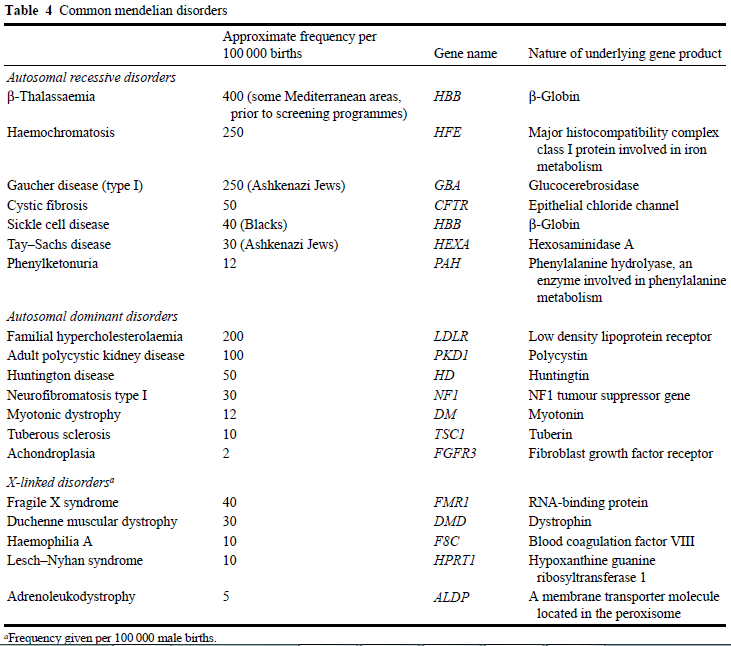 Table 4 Common mendelian disorders
Approximate frequency per
100 000 births Gene name Nature of underlying gene product
Autosomal recessive disorders
β-Thalassaemia 400 (some Mediterranean areas, HBB β-Globin
prior to screening programmes)
Haemochromatosis 250 HFE Major histocompatibility complex
class I protein involved in iron
metabolism
Gaucher disease (type I) 250 (Ashkenazi Jews) GBA Glucocerebrosidase
Cystic fibrosis 50 CFTR Epithelial chloride channel
Sickle cell disease 40 (Blacks) HBB β-Globin
Tay–Sachs disease 30 (Ashkenazi Jews) HEXA Hexosaminidase A
Phenylketonuria 12 PAH Phenylalanine hydrolyase, an
enzyme involved in phenylalanine
metabolism
Autosomal dominant disorders
Familial hypercholesterolaemia 200 LDLR Low density lipoprotein receptor
Adult polycystic kidney disease 100 PKD1 Polycystin
Huntington disease 50 HD Huntingtin
Neurofibromatosis type I 30 NF1 NF1 tumour suppressor gene
Myotonic dystrophy 12 DM Myotonin
Tuberous sclerosis 10 TSC1 Tuberin
Achondroplasia 2 FGFR3 Fibroblast growth factor receptor
X-linked disordersᵃ
Fragile X syndrome 40 FMR1 RNA-binding protein
Duchenne muscular dystrophy 30 DMD Dystrophin
Haemophilia A 10 F8C Blood coagulation factor VIII
Lesch–Nyhan syndrome 10 HPRT1 Hypoxanthine guanine
ribosyltransferase 1
Adrenoleukodystrophy 5 ALDP A membrane transporter molecule
located in the peroxisome
ᵃFrequency given per 100 000 male births.